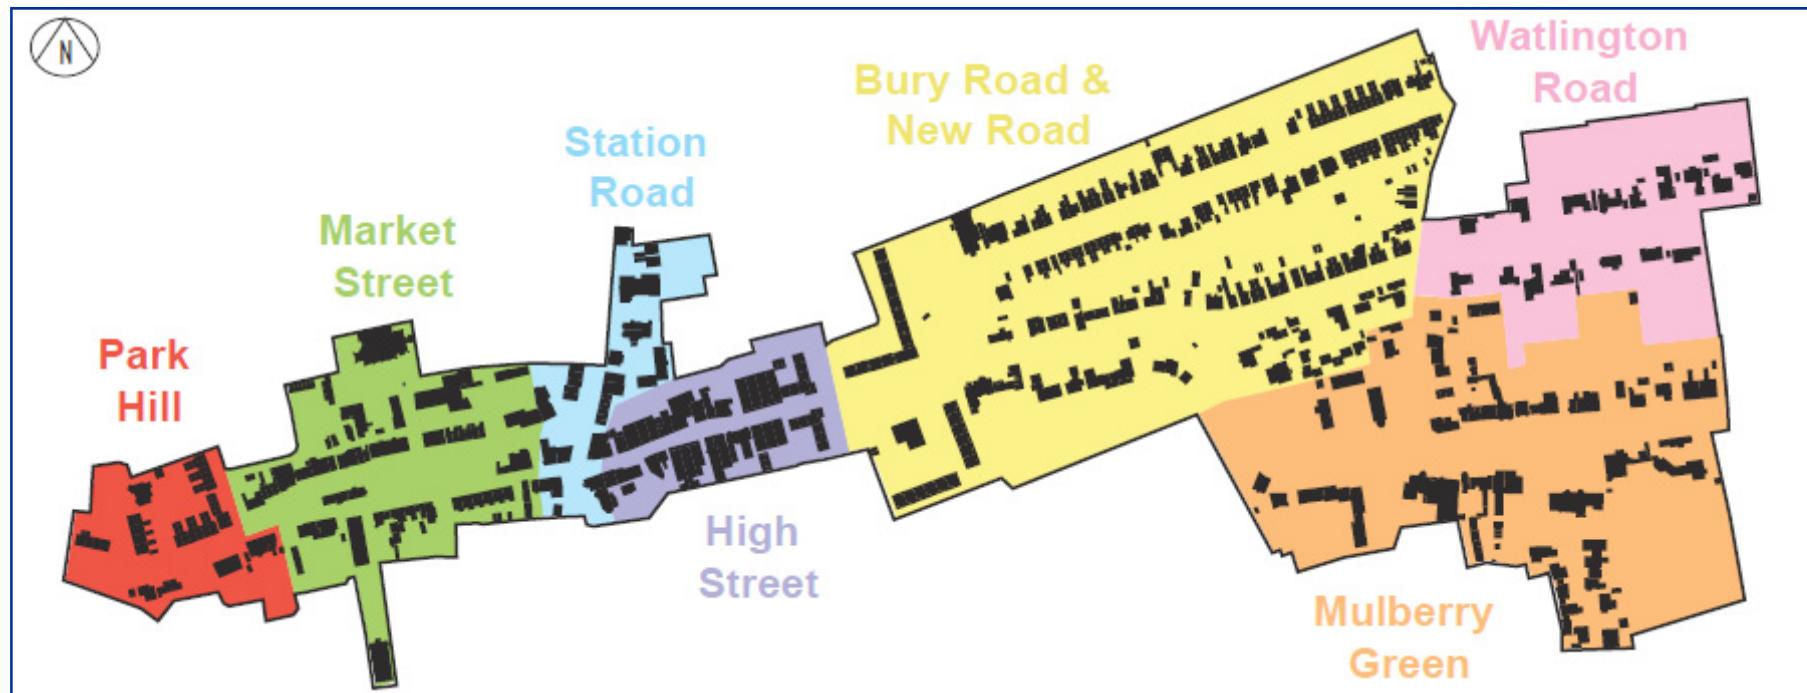 N
Watlington
Road
Bury Road &
New Road
Station
Road
Market
Street
Park
Hill
High
Street
Mulberry
Green